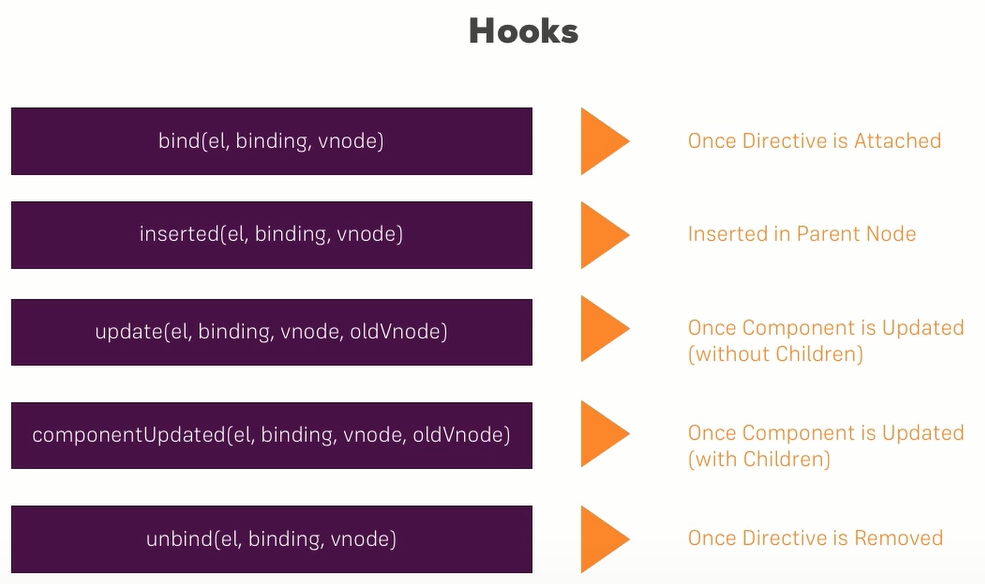 Hooks
bind(el, binding, vnode)
Once Directive is Attached
inserted(el, binding, vnode)
Inserted in Parent Node
update(el, binding, vnode, oldVnode)
Once Component is Updated
(without Children)
componentUpdated(el, binding, vnode, oldVnode)
Once Component is Updated
(with Children)
unbind(el, binding, vnode)
Once Directive is Removed